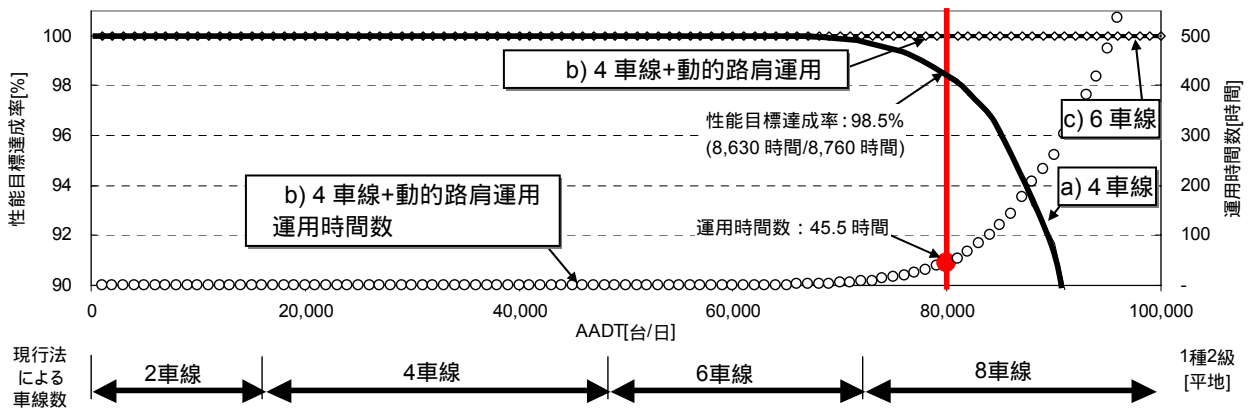 性能目標達成率[%]
100
98
96
94
92
90
b) 4 車線+動的路肩運用
性能目標達成率：98.5%
(8,630 時間/8,760 時間)
b) 4 車線+動的路肩運用
運用時間数
運用時間数：45.5 時間
c) 6 車線
a) 4 車線
500
400
300
200
100
-
運用時間数[時間]
0
20,000
40,000
60,000
80,000
100,000
AADT[台/日]
現行法
による
車線数
2車線
4車線
6車線
8車線
1種2級
[平地]